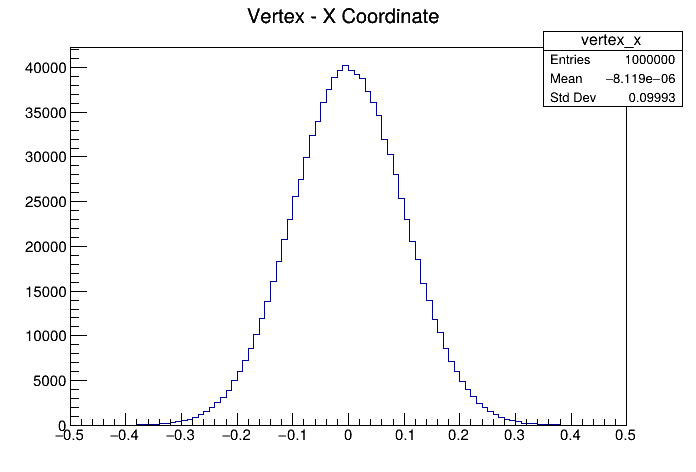 Vertex - X Coordinate
vertex_x
Entries 1000000
Mean −8.119e−06
Std Dev 0.09993
40000
35000
30000
25000
20000
15000
10000
5000
0
−0.5 −0.4 −0.3 −0.2 −0.1 0 0.1 0.2 0.3 0.4 0.5